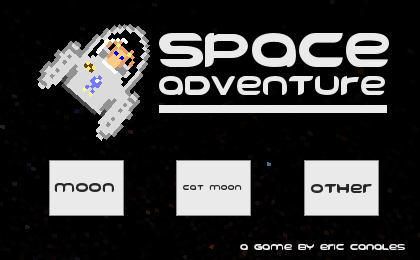 SPACE
ADVENTURE
MOON
CAT MOON
OTHER
A GAME BY ERIC CANALES